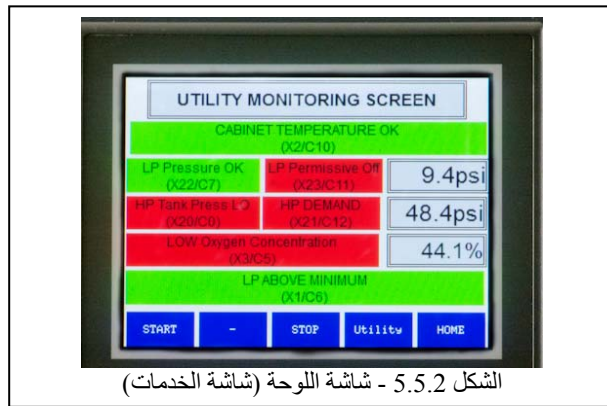 UTILITY MONITORING SCREEN
CABINET TEMPERATURE OK
(X2/C10)
LP Pressure OK
(X22/C7)
LP Permissive Off
(X23/C11)
9.4psi
HP Tank Press LO
(X20/C0)
HP DEMAND
(X21/C12)
48.4psi
LOW Oxygen Concentration
(X3/C5)
44.1%
LP ABOVE MINIMUM
(X1/C6)
START - STOP Utility HOME
الشكل 5.5.2 - شاشة اللوحة (شاشة الخدمات)